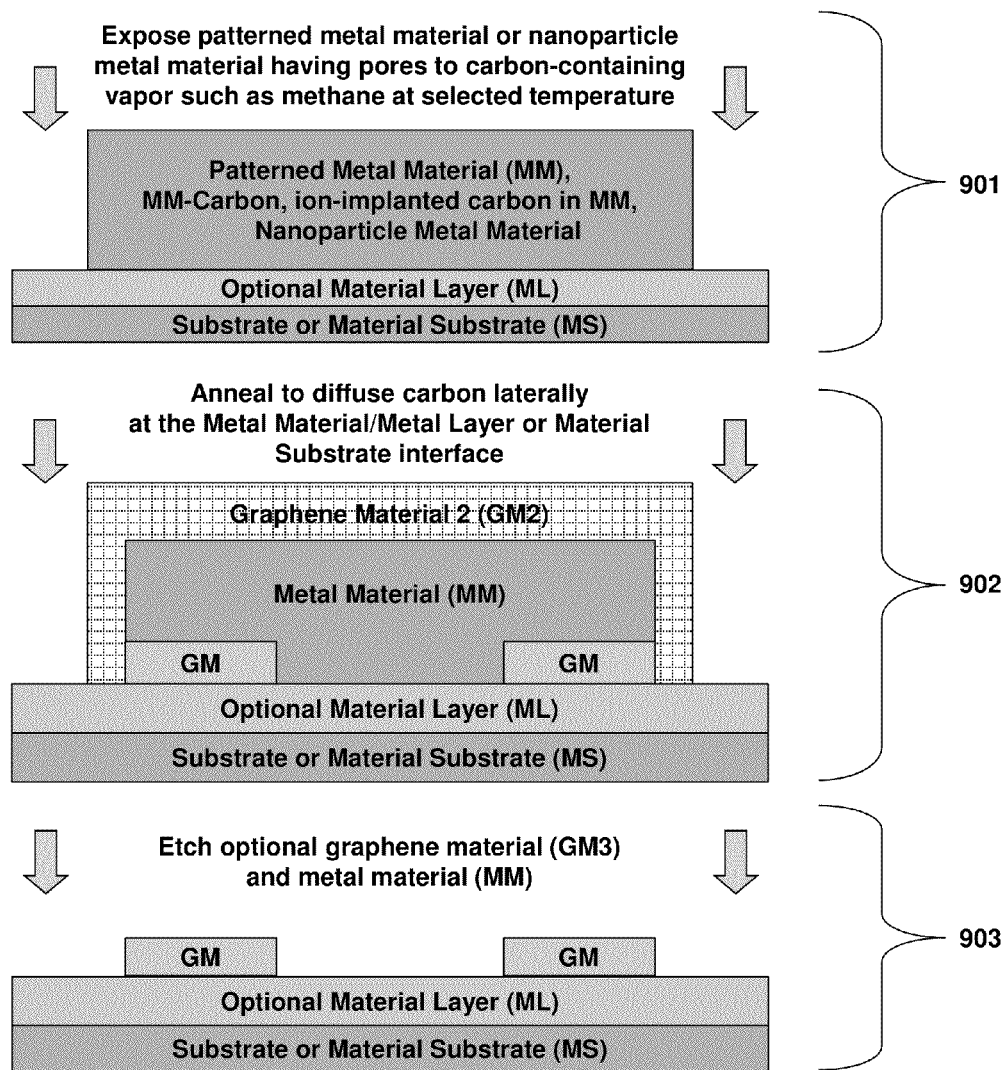 Expose patterned metal material or nanoparticle
metal material having pores to carbon-containing
vapor such as methane at selected temperature
Patterned Metal Material (MM),
MM-Carbon, ion-implanted carbon in MM,
Nanoparticle Metal Material
Optional Material Layer (ML)
Substrate or Material Substrate (MS)
901
Anneal to diffuse carbon laterally
at the Metal Material/Metal Layer or Material
Substrate interface
Graphene Material 2 (GM2)
Metal Material (MM)
GM
GM
Optional Material Layer (ML)
Substrate or Material Substrate (MS)
902
Etch optional graphene material (GM3)
and metal material (MM)
GM
GM
Optional Material Layer (ML)
Substrate or Material Substrate (MS)
903